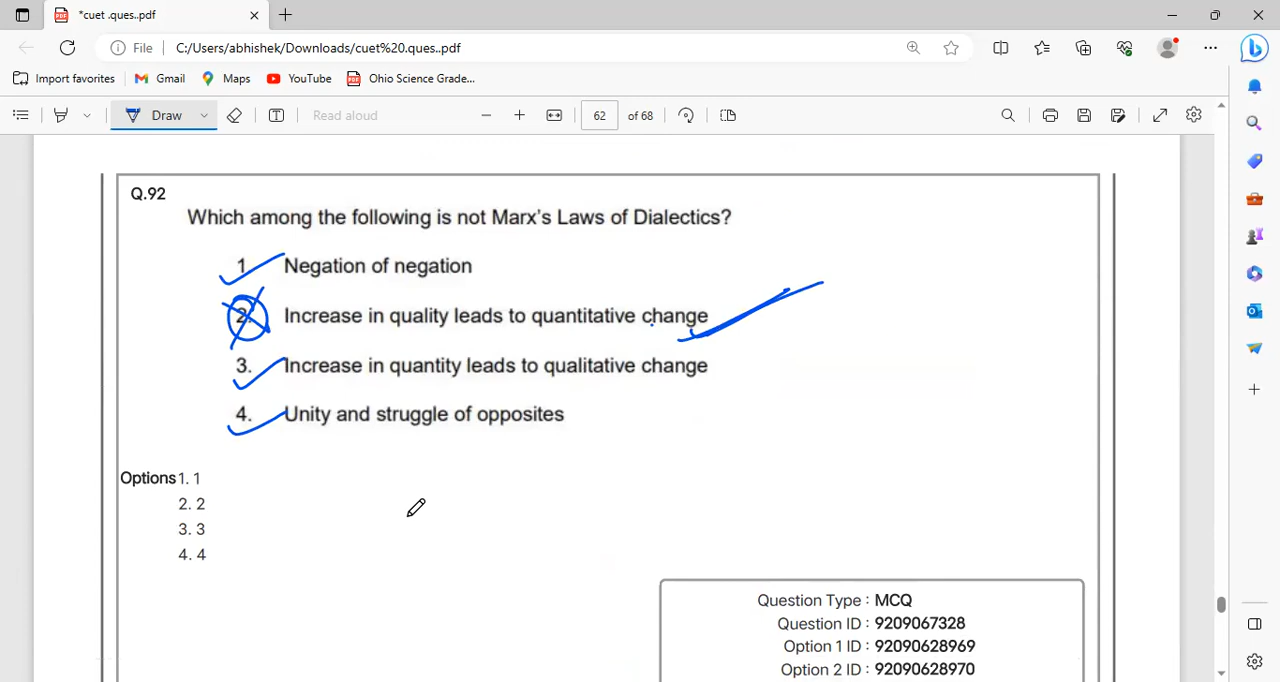 *cuet .ques..pdf
File C:/Users/abhishek/Downloads/cuet%20.ques..pdf
Import favorites Gmail Maps YouTube Ohio Science Grade...
Draw Read aloud 62 of 68
Q.92
Which among the following is not Marx's Laws of Dialectics?
1 Negation of negation
2. Increase in quality leads to quantitative change
3. Increase in quantity leads to qualitative change
4. Unity and struggle of opposites
Options 1. 1
2. 2
3. 3
4. 4
Question Type : MCQ
Question ID : 9209067328
Option 1 ID : 92090628969
Option 2 ID : 92090628970